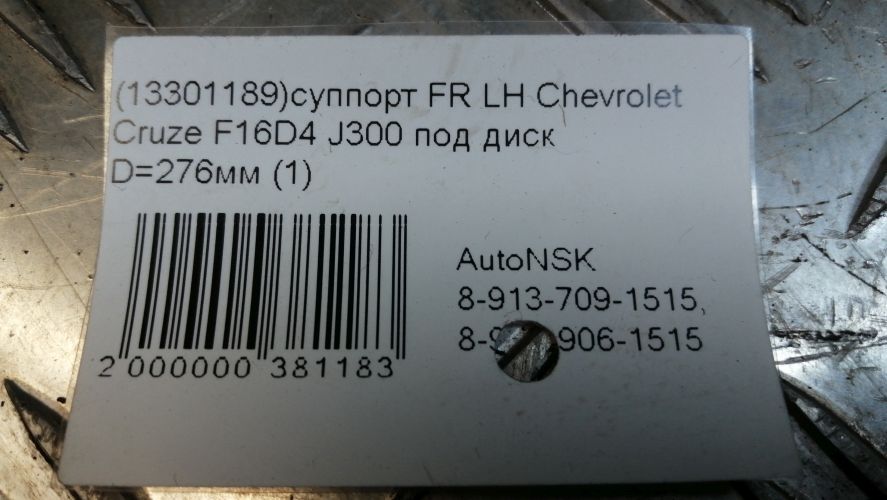 (13301189)суппорт FR LH Chevrolet
Cruze F16D4 J300 под диск
D=276мм (1)
AutoNSK
8-913-709-1515,
906-1515
2 000000 381183